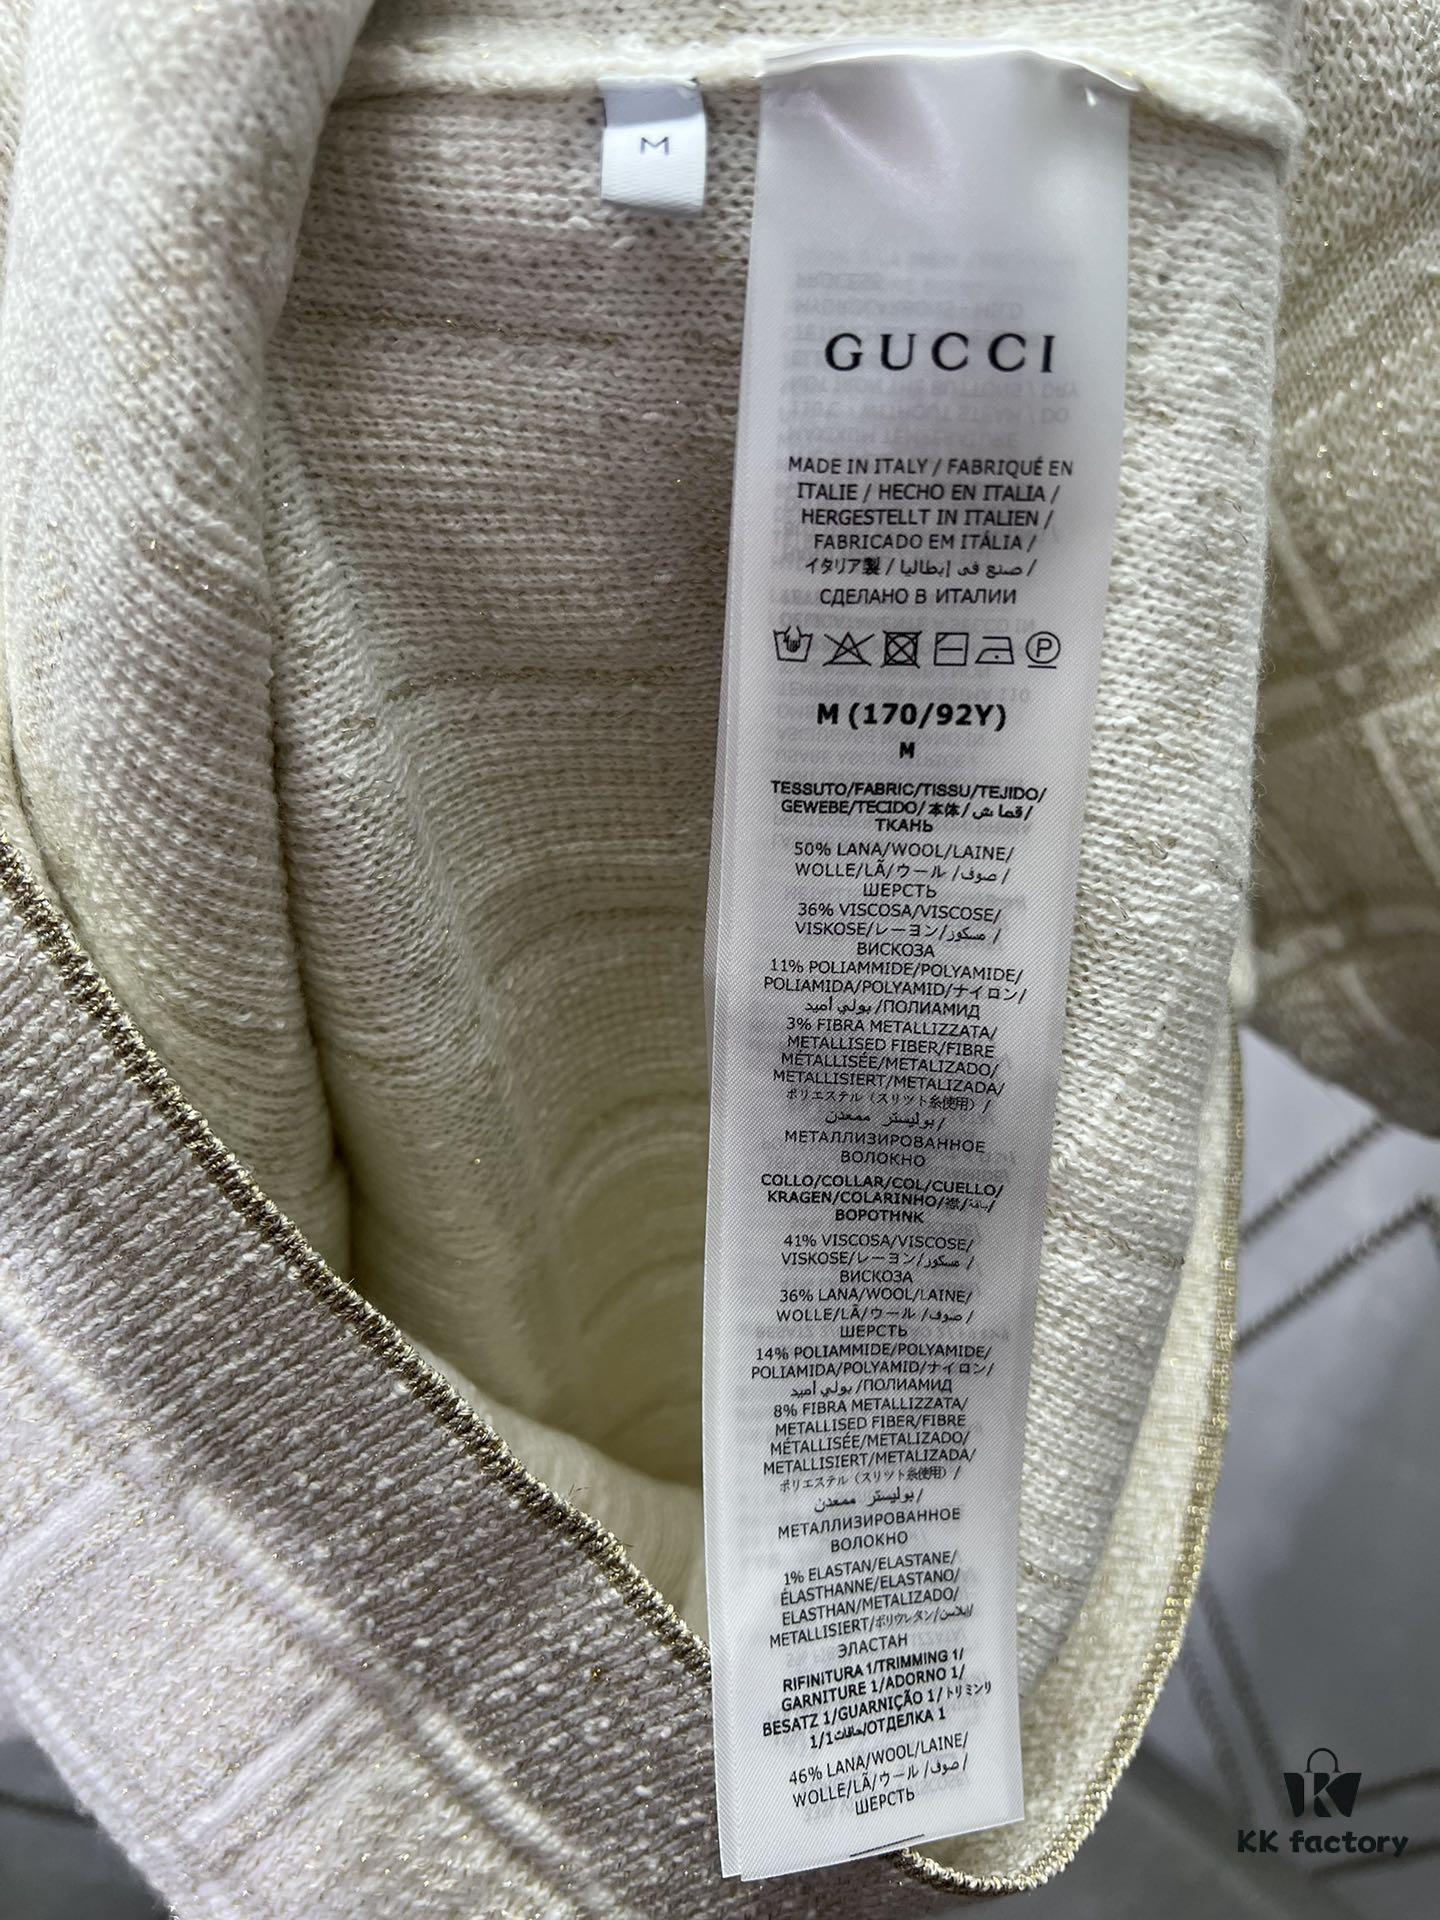 M
GUCCI
MADE IN ITALY / FABRIQUÉ EN
ITALIE / HECHO EN ITALIA /
HERGESTELLT IN ITALIEN /
FABRICADO EM ITÁLIA /
イタリア製 / صنع في إيطاليا /
СДЕЛАНО В ИТАЛИИ
P
M (170/92Y)
M
TESSUTO/FABRIC/TISSU/TEJIDO/
GEWEBE/TECIDO/本体/قماش/
ТКАНЬ
50% LANA/WOOL/LAINE/
WOLLE/LÃ/ウール/صوف/
ШЕРСТЬ
36% VISCOSA/VISCOSE/
VISKOSE/レーヨン/مسكوز/
ВИСКОЗА
11% POLIAMMIDE/POLYAMIDE/
POLIAMIDA/POLYAMID/ナイロン/
بولي أميد/ПОЛИАМИД
3% FIBRA METALLIZZATA/
METALLISED FIBER/FIBRE
MÉTALLISÉE/METALIZADO/
METALLISIERT/METALIZADA/
ポリエステル (スリット糸使用) /
بوليستر ممعدن/
МЕТАЛЛИЗИРОВАННОЕ
ВОЛОКНО
COLLO/COLLAR/COL/CUELLO/
KRAGEN/COLARINHO/襟/ياقة/
ВОРОТНК
41% VISCOSA/VISCOSE/
VISKOSE/レーヨン/مسكوز/
ВИСКОЗА
36% LANA/WOOL/LAINE/
WOLLE/LÃ/ウール/صوف/
ШЕРСТЬ
14% POLIAMMIDE/POLYAMIDE/
POLIAMIDA/POLYAMID/ナイロン/
بولي أميد/ПОЛИАМИД
8% FIBRA METALLIZZATA/
METALLISED FIBER/FIBRE
MÉTALLISÉE/METALIZADO/
METALLISIERT/METALIZADA/
ポリエステル (スリット糸使用) /
بوليستر ممعدن/
МЕТАЛЛИЗИРОВАННОЕ
ВОЛОКНО
1% ELASTAN/ELASTANE/
ÉLASTHANNE/ELASTANO/
ELASTHAN/METALIZADO/
METALLISIERT/ポリウレタン/إيلاستن/
ЭЛАСТАН
RIFINITURA 1/TRIMMING 1/
GARNITURE 1/ADORNO 1/
BESATZ 1/GUARNIÇÃO 1/トリミング
1/1حافات/ОТДЕЛКА 1
46% LANA/WOOL/LAINE/
WOLLE/LÃ/ウール/صوف/
ШЕРСТЬ
KK factory